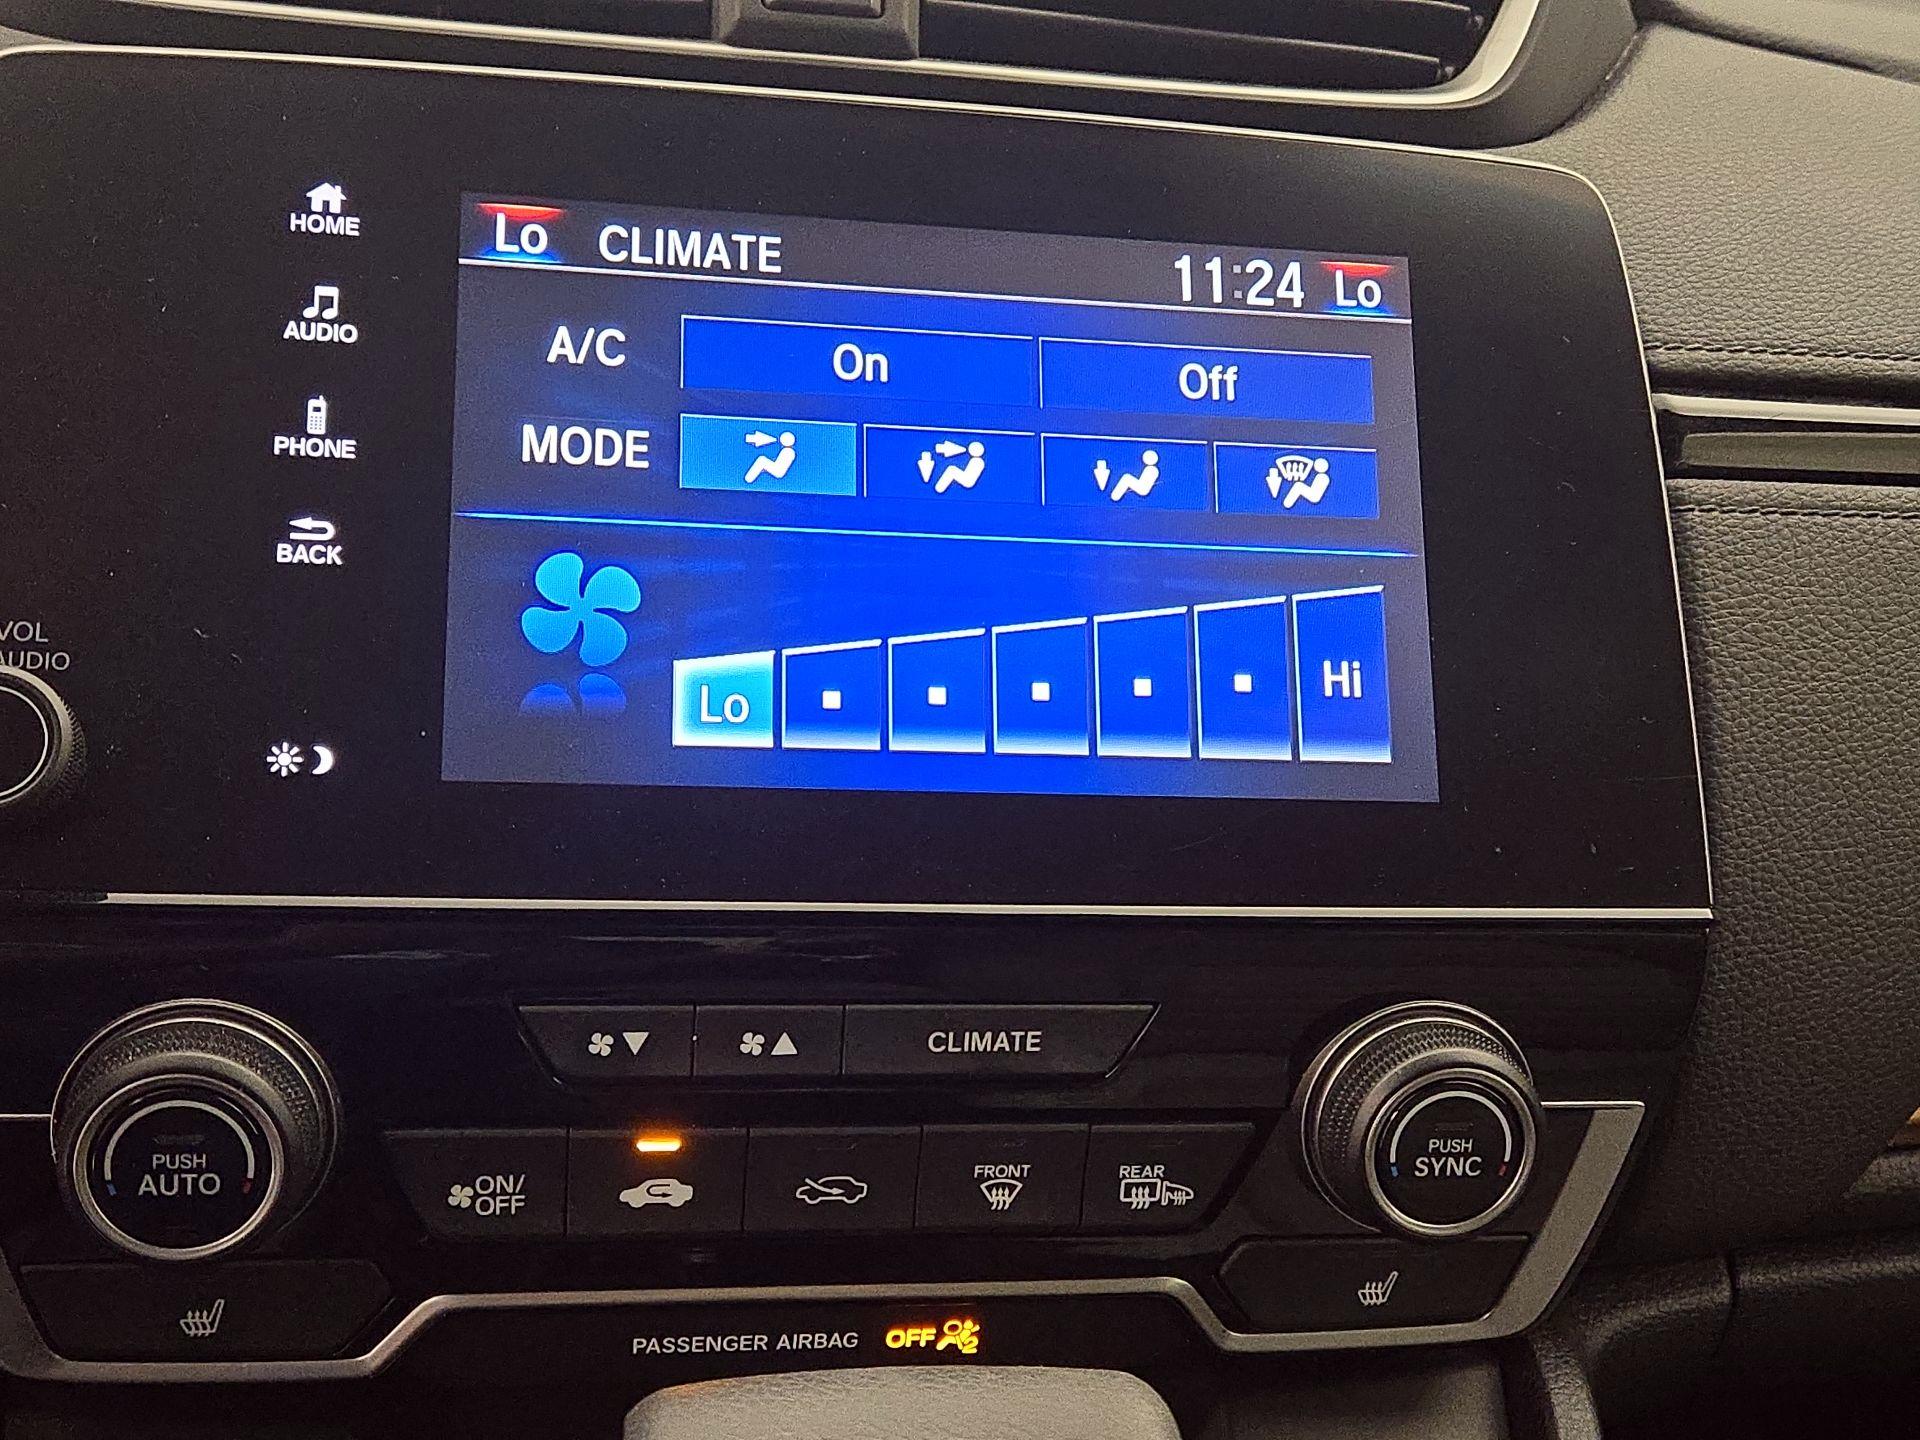 HOME
AUDIO
PHONE
BACK
VOL
AUDIO
Lo CLIMATE 11:24 Lo
A/C On Off
MODE
Lo Hi
CLIMATE
PUSH
AUTO
ON/
OFF
FRONT
REAR
PUSH
SYNC
PASSENGER AIRBAG OFF 2